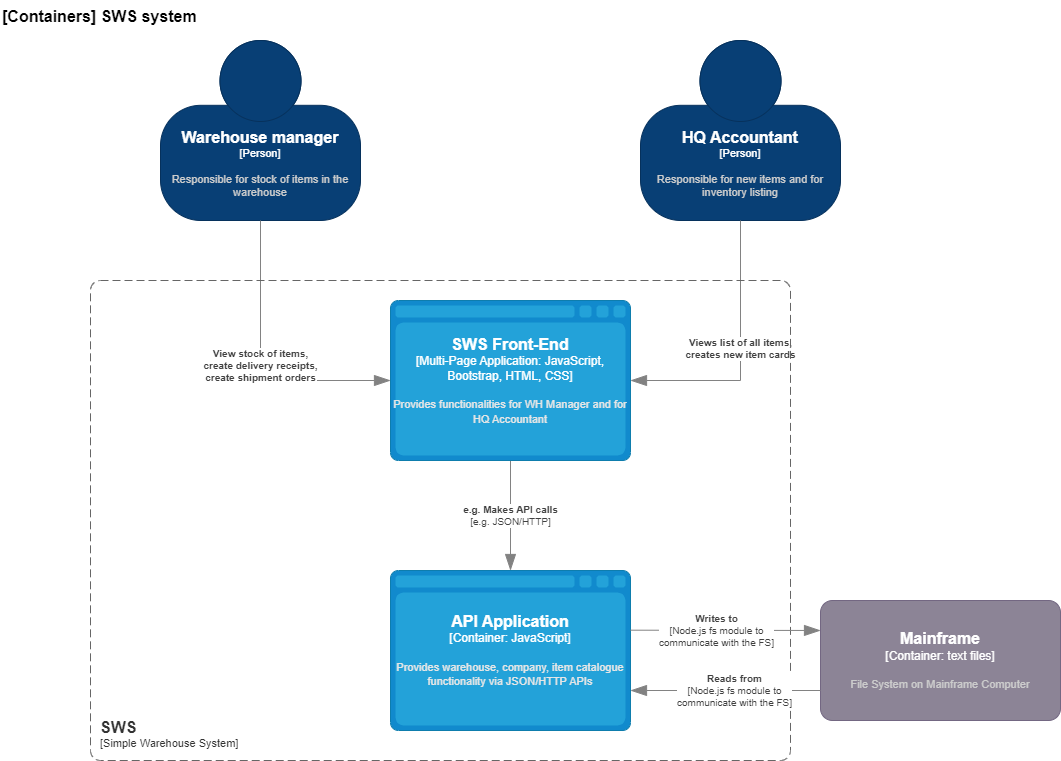 [Containers] SWS system
Warehouse manager
[Person]
Responsible for stock of items in the
warehouse
HQ Accountant
[Person]
Responsible for new items and for
inventory listing
View stock of items,
create delivery receipts,
create shipment orders
SWS Front-End
[Multi-Page Application: JavaScript,
Bootstrap, HTML, CSS]
Provides functionalities for WH Manager and for
HQ Accountant
Views list of all items,
creates new item cards
e.g. Makes API calls
[e.g. JSON/HTTP]
API Application
[Container: JavaScript]
Provides warehouse, company, item catalogue
functionality via JSON/HTTP APIs
Writes to
[Node.js fs module to
communicate with the FS]
Reads from
[Node.js fs module to
communicate with the FS]
Mainframe
[Container: text files]
File System on Mainframe Computer
SWS
[Simple Warehouse System]